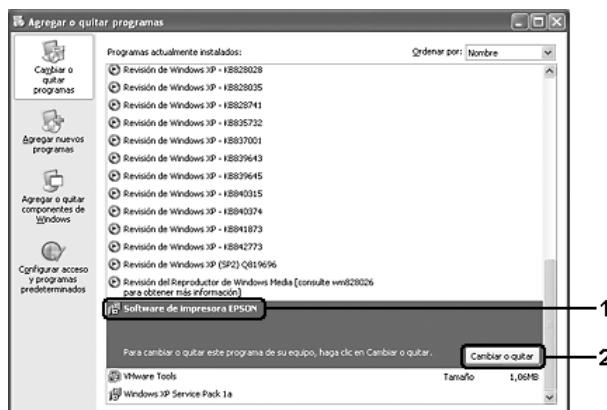 Agregar o quitar programas
Cambiar o
quitar
programas
Agregar nuevos
programas
Agregar o quitar
componentes de
Windows
Configurar acceso
y programas
predeterminados
Programas actualmente instalados:
Ordenar por: Nombre
Revisión de Windows XP - KB828028
Revisión de Windows XP - KB828035
Revisión de Windows XP - KB828741
Revisión de Windows XP - KB835732
Revisión de Windows XP - KB837001
Revisión de Windows XP - KB839643
Revisión de Windows XP - KB839645
Revisión de Windows XP - KB840315
Revisión de Windows XP - KB840374
Revisión de Windows XP - KB841873
Revisión de Windows XP - KB842773
Revisión de Windows XP (SP2) Q819696
Revisión del Reproductor de Windows Media [consulte wm828026
para obtener más información]
Software de impresora EPSON
1
Para cambiar o quitar este programa de su equipo, haga clic en Cambiar o quitar.
Cambiar o quitar
2
VMware Tools
Tamaño 1,06MB
Windows XP Service Pack 1a